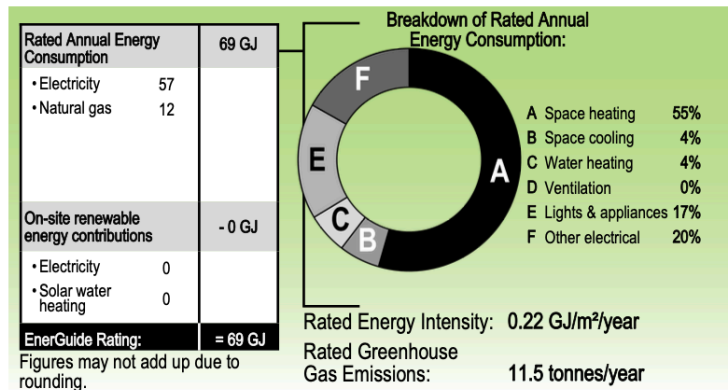 Rated Annual Energy
Consumption
69 GJ
• Electricity 57
• Natural gas 12
On-site renewable
energy contributions
- 0 GJ
• Electricity 0
• Solar water
heating 0
EnerGuide Rating: = 69 GJ
Figures may not add up due to
rounding.
Breakdown of Rated Annual
Energy Consumption:
F
E
C
B
A
A Space heating 55%
B Space cooling 4%
C Water heating 4%
D Ventilation 0%
E Lights & appliances 17%
F Other electrical 20%
Rated Energy Intensity: 0.22 GJ/m²/year
Rated Greenhouse
Gas Emissions: 11.5 tonnes/year